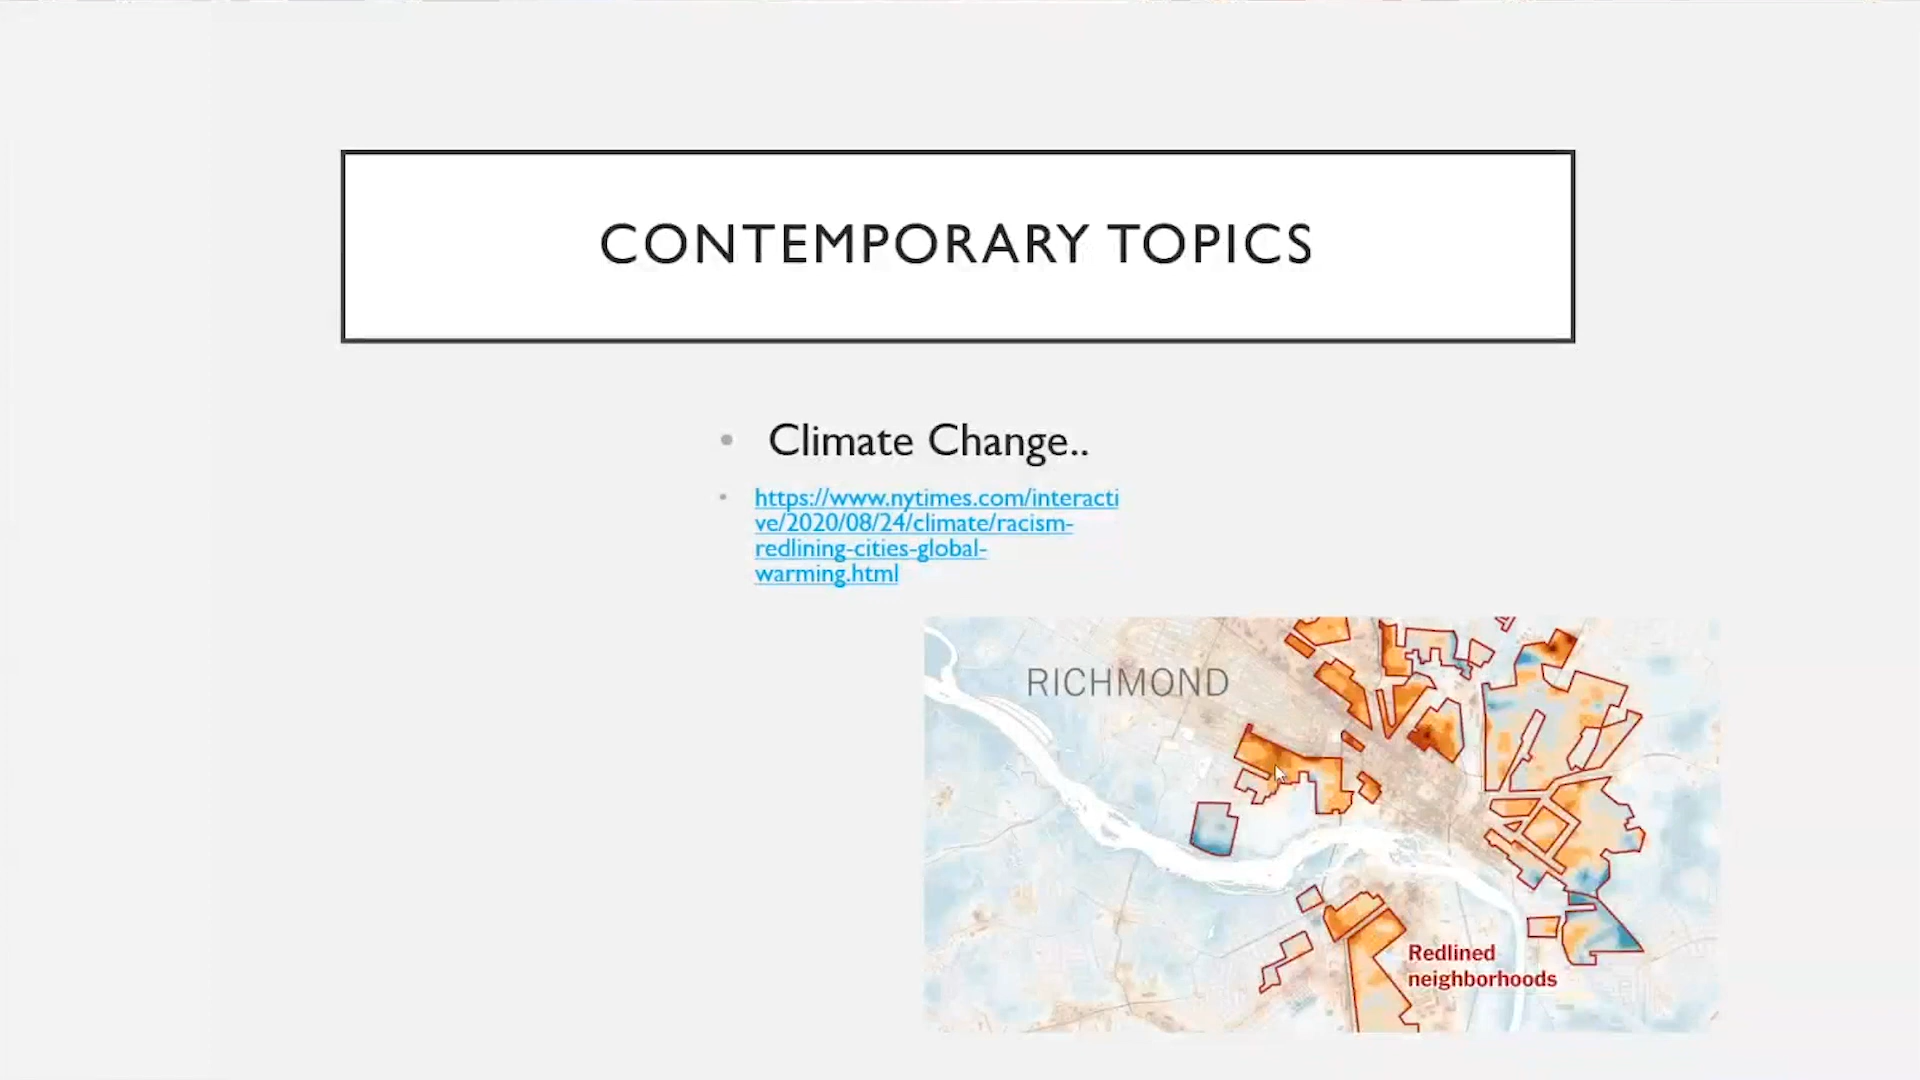 CONTEMPORARY TOPICS
• Climate Change..
• https://www.nytimes.com/interacti
ve/2020/08/24/climate/racism-
redlining-cities-global-
warming.html
RICHMOND
Redlined
neighborhoods